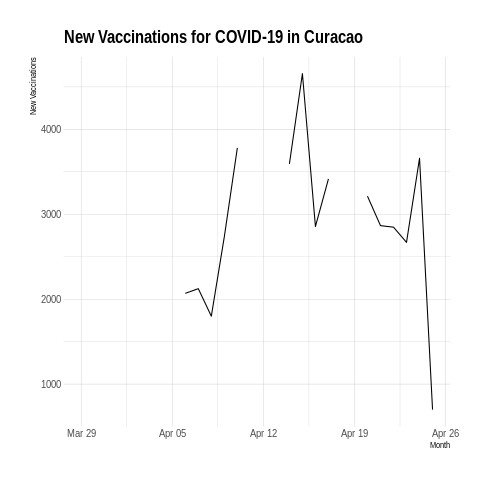 New Vaccinations for COVID-19 in Curacao
New Vaccinations
4000
3000
2000
1000
Mar 29 Apr 05 Apr 12 Apr 19 Apr 26
Month